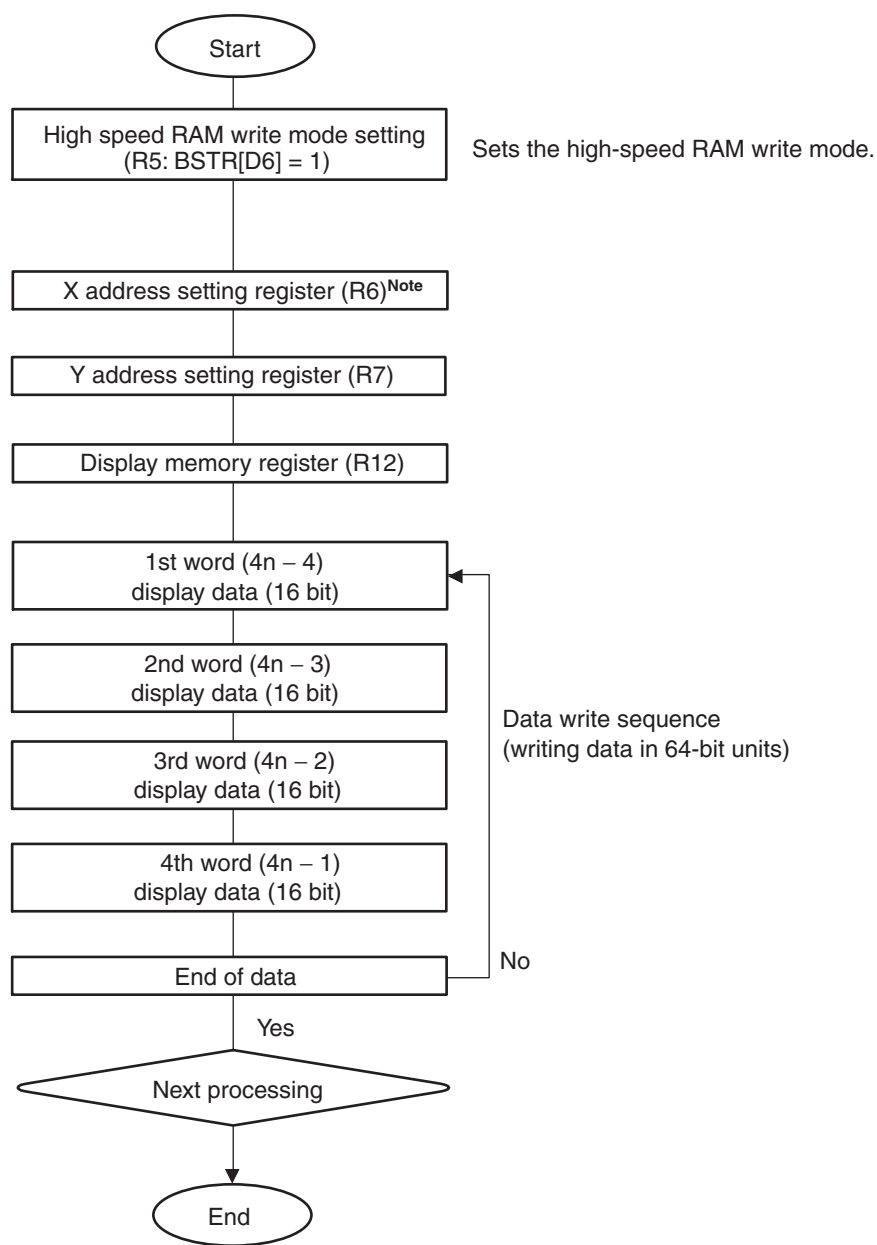 Start
High speed RAM write mode setting
(R5: BSTR[D6] = 1)
Sets the high-speed RAM write mode.
X address setting register (R6)Note
Y address setting register (R7)
Display memory register (R12)
1st word (4n – 4)
display data (16 bit)
2nd word (4n – 3)
display data (16 bit)
Data write sequence
(writing data in 64-bit units)
3rd word (4n – 2)
display data (16 bit)
4th word (4n – 1)
display data (16 bit)
End of data
No
Yes
Next processing
End